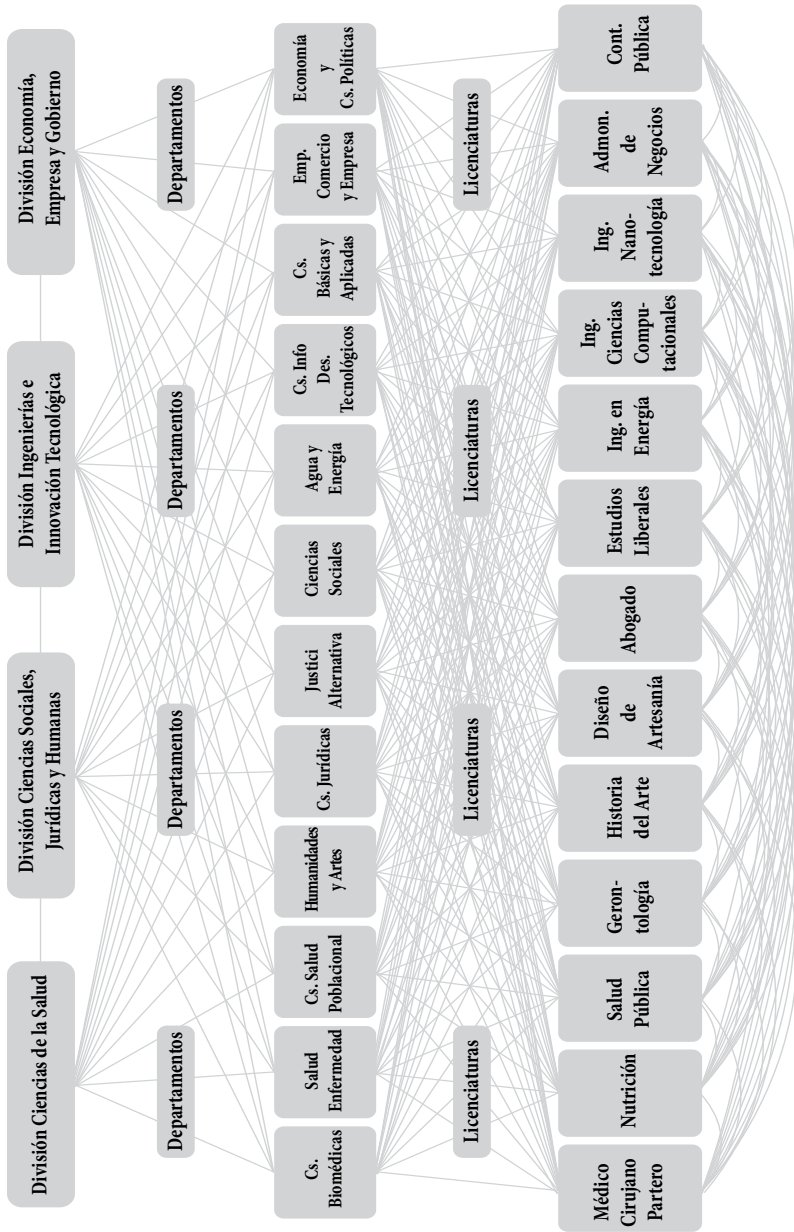 División Ciencias de la Salud
División Ciencias Sociales,
Jurídicas y Humanas
División Ingenierías e
Innovación Tecnológica
División Economía,
Empresa y Gobierno
Departamentos
Departamentos
Departamentos
Departamentos
Cs.
Biomédicas
Salud
Enfermedad
Cs. Salud
Poblacional
Humanidades
y Artes
Cs. Jurídicas
Justici
Alternativa
Ciencias
Sociales
Agua y
Energía
Cs. Info
Des.
Tecnológicos
Cs.
Básicas y
Aplicadas
Emp.
Comercio
y Empresa
Economía
y
Cs. Políticas
Licenciaturas
Licenciaturas
Licenciaturas
Licenciaturas
Médico
Cirujano
Partero
Nutrición
Salud
Pública
Geron-
tología
Historia
del Arte
Diseño
de
Artesanía
Abogado
Estudios
Liberales
Ing. en
Energía
Ing.
Ciencias
Compu-
tacionales
Ing.
Nano-
tecnología
Admon.
de
Negocios
Cont.
Pública